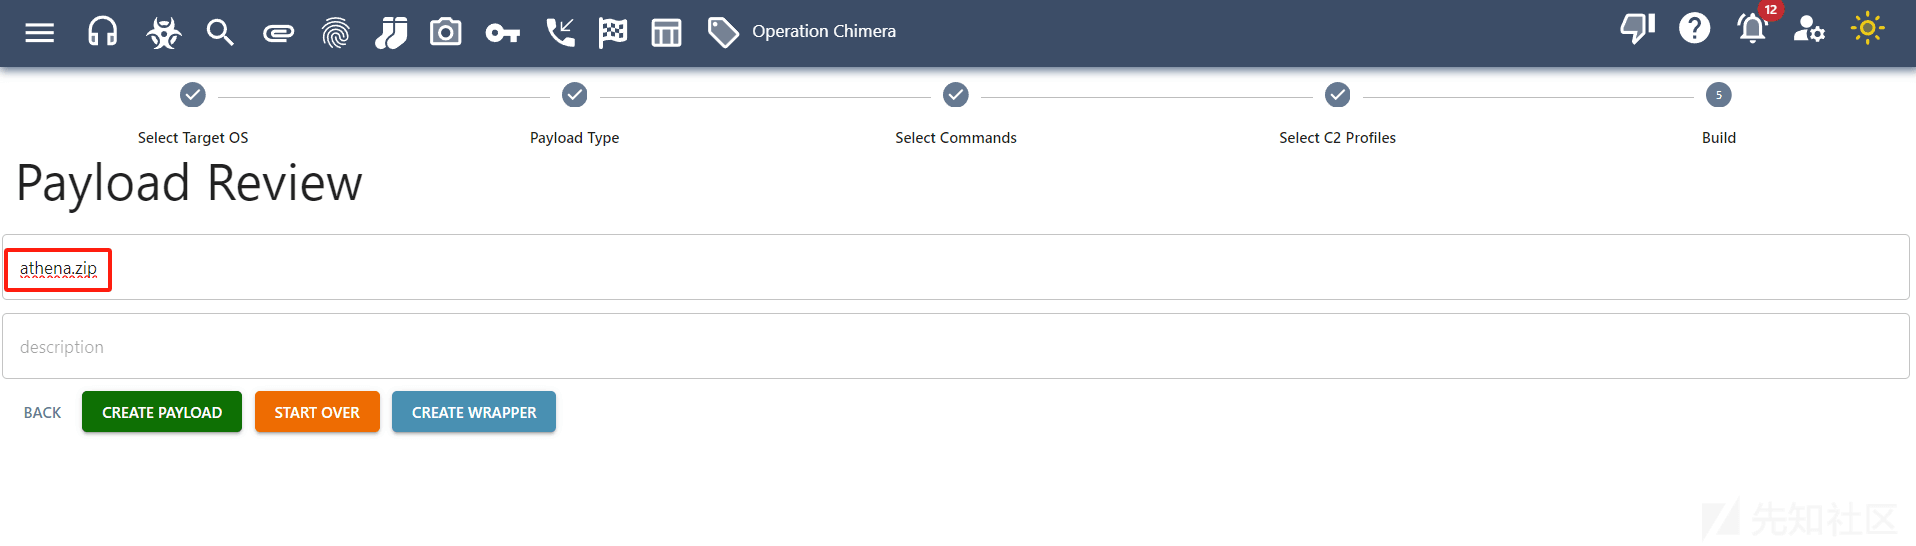 Operation Chimera
12
5
Select Target OS
Payload Type
Select Commands
Select C2 Profiles
Build
Payload Review
athena.zip
description
BACK
CREATE PAYLOAD
START OVER
CREATE WRAPPER
先知社区